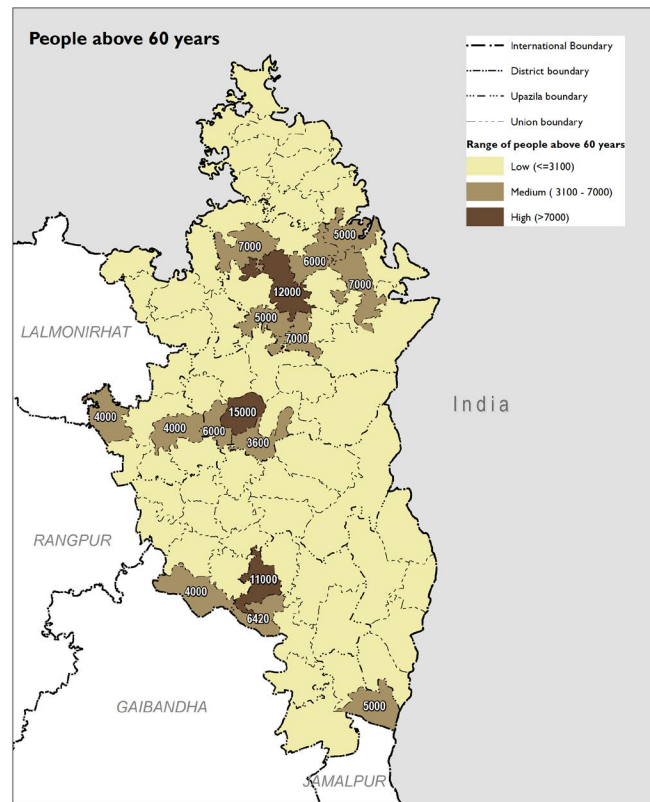 People above 60 years
International Boundary
District boundary
Upazila boundary
Union boundary
Range of people above 60 years
Low (<=3100)
Medium ( 3100 - 7000)
High (>7000)
5000
7000
6000
7000
12000
5000
7000
LALMONIRHAT
India
15000
4000
4000
6000
3600
RANGPUR
11000
4000
6420
GAIBANDHA
5000
JAMALPUR